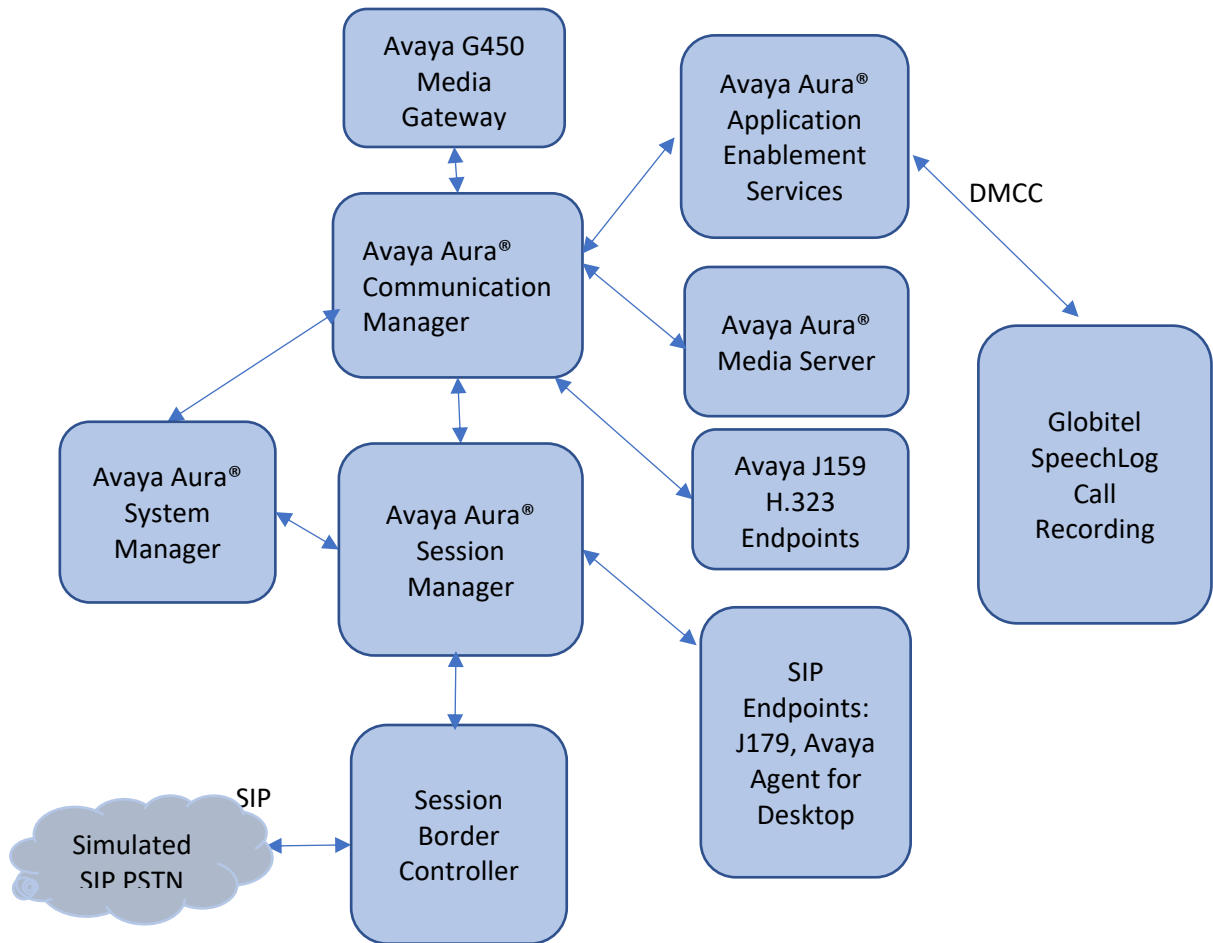 Avaya G450
Media
Gateway
Avaya Aura®
Application
Enablement
Services
DMCC
Avaya Aura®
Communication
Manager
Avaya Aura®
Media Server
Globitel
SpeechLog
Call
Recording
Avaya Aura®
System
Manager
Avaya Aura®
Session
Manager
Avaya J159
H.323
Endpoints
SIP
Endpoints:
J179, Avaya
Agent for
Desktop
SIP
Simulated
SIP PSTN
Session
Border
Controller